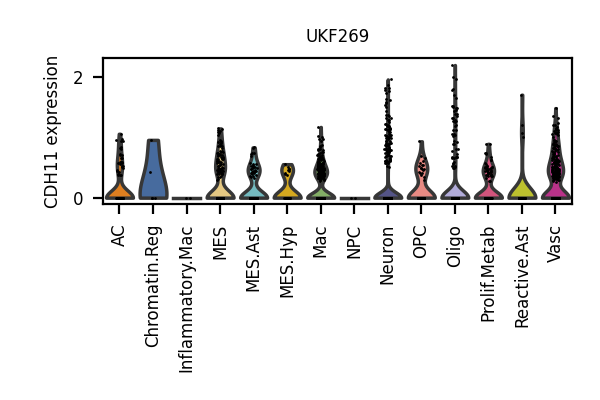 UKF269
CDH11 expression
2
0
AC
Chromatin.Reg
Inflammatory.Mac
MES
MES.Ast
MES.Hyp
Mac
NPC
Neuron
OPC
Oligo
Prolif.Metab
Reactive.Ast
Vasc